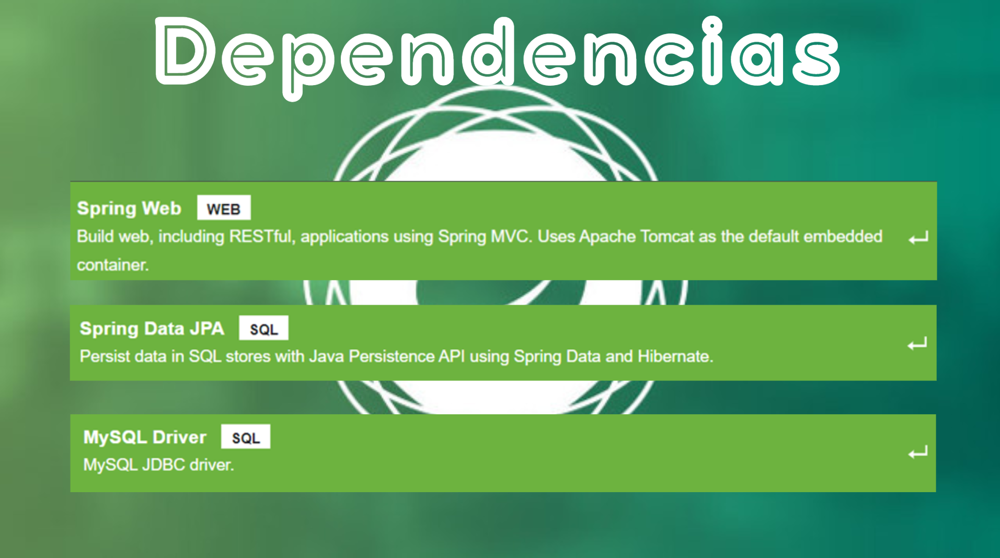 Dependencias
Spring Web WEB
Build web, including RESTful, applications using Spring MVC. Uses Apache Tomcat as the default embedded
container.
Spring Data JPA SQL
Persist data in SQL stores with Java Persistence API using Spring Data and Hibernate.
MySQL Driver SQL
MySQL JDBC driver.